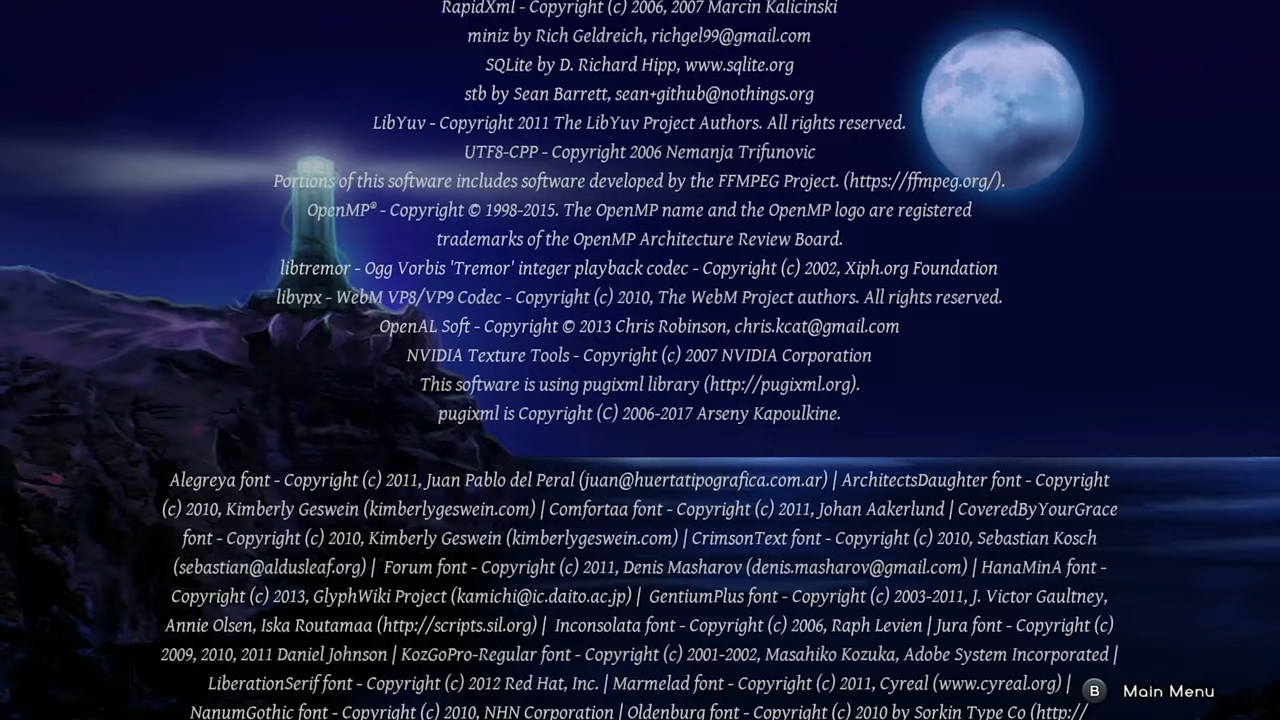 RapidXml - Copyright (c) 2006, 2007 Marcin Kalicinski
miniz by Rich Geldreich, richgel99@gmail.com
SQLite by D. Richard Hipp, www.sqlite.org
stb by Sean Barrett, sean+github@nothings.org
LibYuv - Copyright 2011 The LibYuv Project Authors. All rights reserved.
UTF8-CPP - Copyright 2006 Nemanja Trifunovic
Portions of this software includes software developed by the FFMPEG Project. (https://ffmpeg.org/).
OpenMP® - Copyright © 1998-2015. The OpenMP name and the OpenMP logo are registered
trademarks of the OpenMP Architecture Review Board.
libtremor - Ogg Vorbis 'Tremor' integer playback codec - Copyright (c) 2002, Xiph.org Foundation
libvpx - WebM VP8/VP9 Codec - Copyright (c) 2010, The WebM Project authors. All rights reserved.
OpenAL Soft - Copyright © 2013 Chris Robinson, chris.kcat@gmail.com
NVIDIA Texture Tools - Copyright (c) 2007 NVIDIA Corporation
This software is using pugixml library (http://pugixml.org).
pugixml is Copyright (C) 2006-2017 Arseny Kapoulkine.
Alegreya font - Copyright (c) 2011, Juan Pablo del Peral (juan@huertatipografica.com.ar) | ArchitectsDaughter font - Copyright
(c) 2010, Kimberly Geswein (kimberlygeswein.com) | Comfortaa font - Copyright (c) 2011, Johan Aakerlund | CoveredByYourGrace
font - Copyright (c) 2010, Kimberly Geswein (kimberlygeswein.com) | CrimsonText font - Copyright (c) 2010, Sebastian Kosch
(sebastian@aldusleaf.org) | Forum font - Copyright (c) 2011, Denis Masharov (denis.masharov@gmail.com) | HanaMinA font -
Copyright (c) 2013, GlyphWiki Project (kamichi@ic.daito.ac.jp) | GentiumPlus font - Copyright (c) 2003-2011, J. Victor Gaultney,
Annie Olsen, Iska Routamaa (http://scripts.sil.org) | Inconsolata font - Copyright (c) 2006, Raph Levien | Jura font - Copyright (c)
2009, 2010, 2011 Daniel Johnson | KozGoPro-Regular font - Copyright (c) 2001-2002, Masahiko Kozuka, Adobe System Incorporated |
LiberationSerif font - Copyright (c) 2012 Red Hat, Inc. | Marmelad font - Copyright (c) 2011, Cyreal (www.cyreal.org) |
NanumGothic font - Copyright (c) 2010, NHN Corporation | Oldenburg font - Copyright (c) 2010 by Sorkin Type Co (http://
B Main Menu